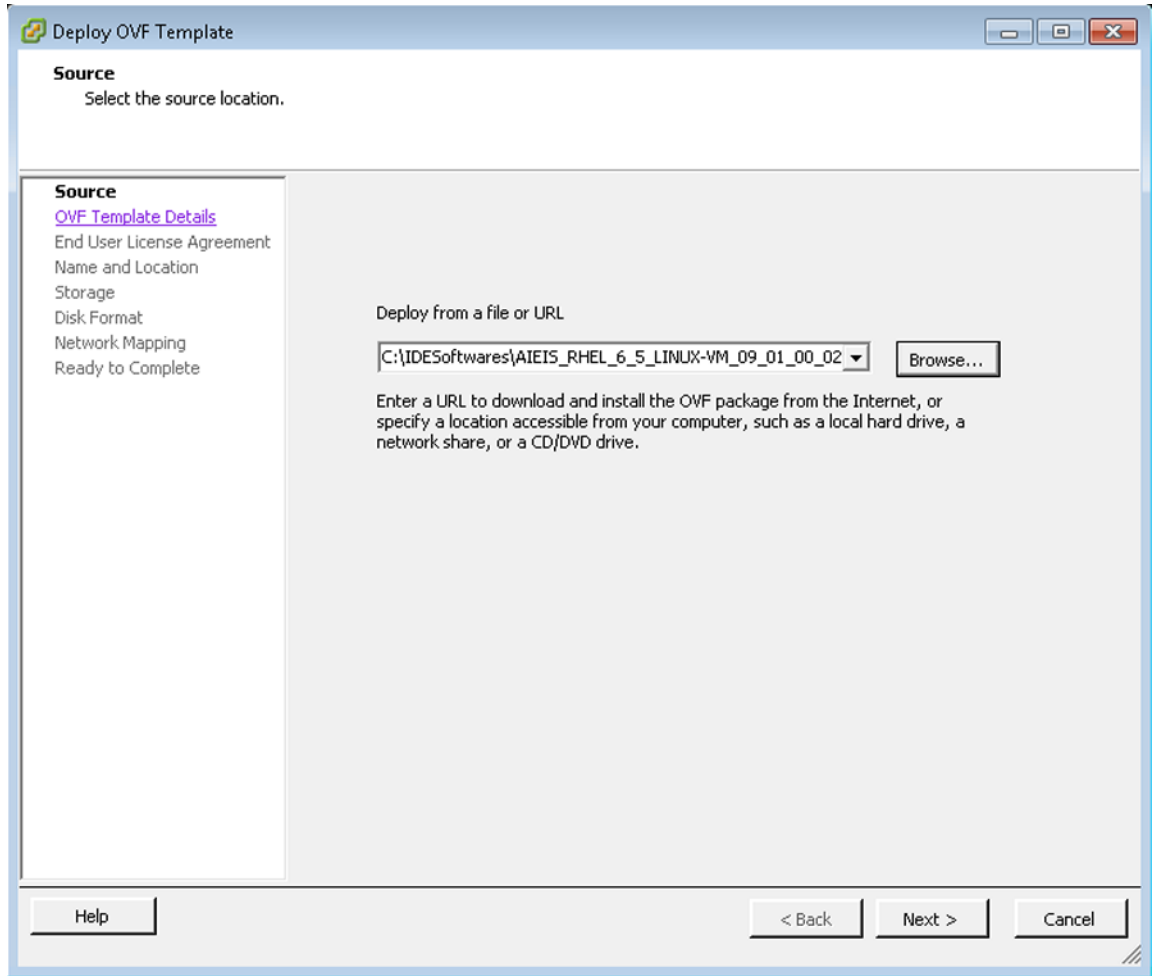 Deploy OVF Template
Source
Select the source location.
Source
OVF Template Details
End User License Agreement
Name and Location
Storage
Disk Format
Network Mapping
Ready to Complete
Deploy from a file or URL
C:\IDESoftwares\AIEIS_RHEL_6_5_LINUX-VM_09_01_00_02
Browse...
Enter a URL to download and install the OVF package from the Internet, or
specify a location accessible from your computer, such as a local hard drive, a
network share, or a CD/DVD drive.
Help
< Back
Next >
Cancel